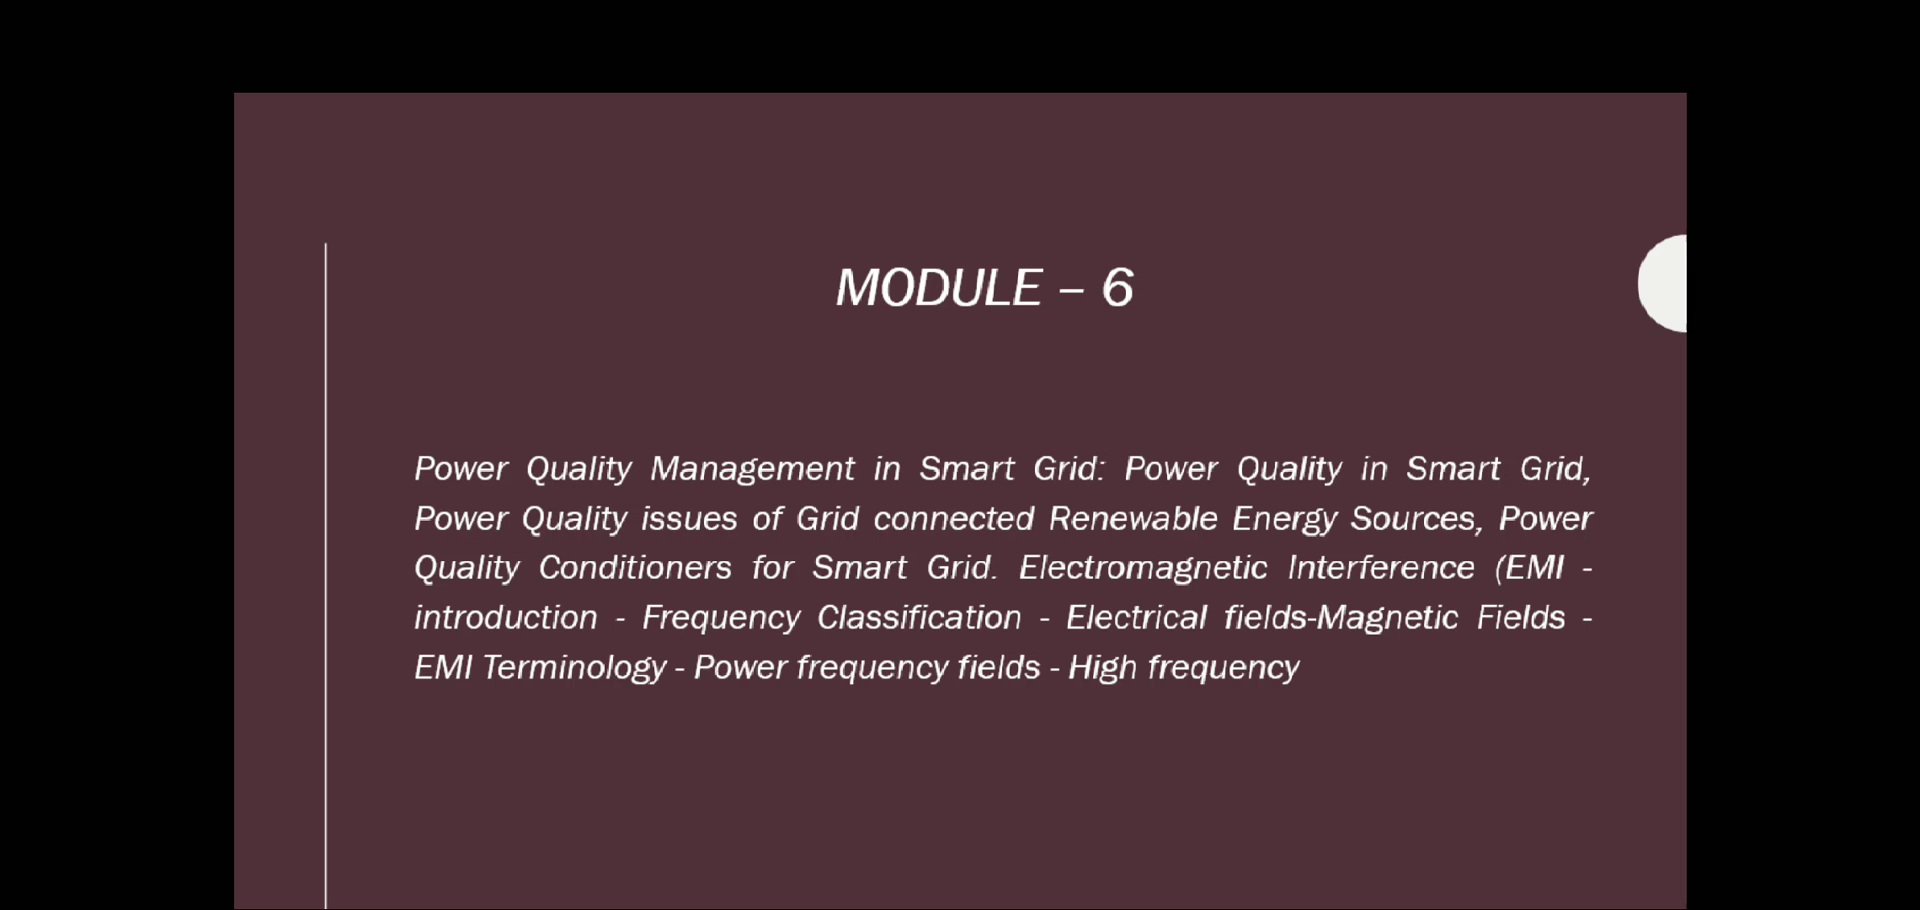 MODULE – 6
Power Quality Management in Smart Grid: Power Quality in Smart Grid,
Power Quality issues of Grid connected Renewable Energy Sources, Power
Quality Conditioners for Smart Grid. Electromagnetic Interference (EMI -
introduction - Frequency Classification - Electrical fields-Magnetic Fields -
EMI Terminology - Power frequency fields - High frequency